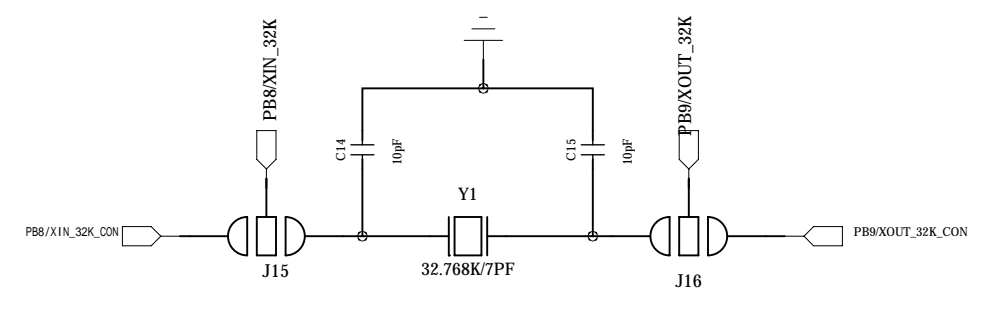 PB8/XIN_32K
PB9/XOUT_32K
C14
10pF
C15
10pF
Y1
PB8/XIN_32K_CON
PB9/XOUT_32K_CON
J15
32.768K/7PF
J16